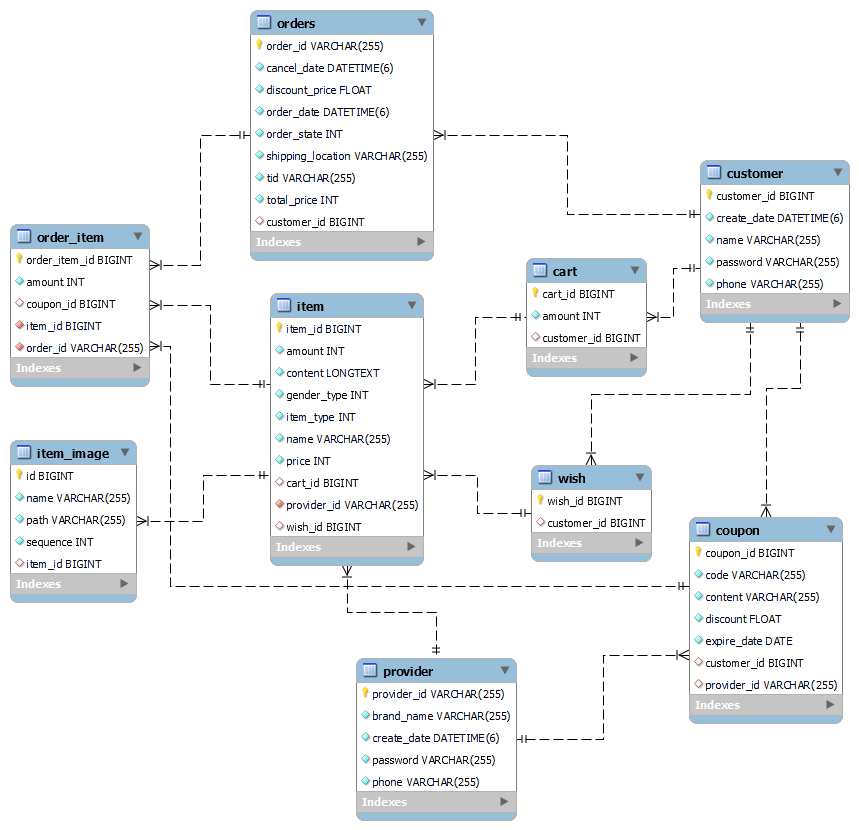 orders
order_id VARCHAR(255)
cancel_date DATETIME(6)
discount_price FLOAT
order_date DATETIME(6)
order_state INT
shipping_location VARCHAR(255)
tid VARCHAR(255)
total_price INT
customer_id BIGINT
Indexes
customer
customer_id BIGINT
create_date DATETIME(6)
name VARCHAR(255)
password VARCHAR(255)
phone VARCHAR(255)
Indexes
order_item
order_item_id BIGINT
amount INT
coupon_id BIGINT
item_id BIGINT
order_id VARCHAR(255)
Indexes
cart
cart_id BIGINT
amount INT
customer_id BIGINT
Indexes
item
item_id BIGINT
amount INT
content LONGTEXT
gender_type INT
item_type INT
name VARCHAR(255)
price INT
cart_id BIGINT
provider_id VARCHAR(255)
wish_id BIGINT
Indexes
item_image
id BIGINT
name VARCHAR(255)
path VARCHAR(255)
sequence INT
item_id BIGINT
Indexes
wish
wish_id BIGINT
customer_id BIGINT
Indexes
coupon
coupon_id BIGINT
code VARCHAR(255)
content VARCHAR(255)
discount FLOAT
expire_date DATE
customer_id BIGINT
provider_id VARCHAR(255)
Indexes
provider
provider_id VARCHAR(255)
brand_name VARCHAR(255)
create_date DATETIME(6)
password VARCHAR(255)
phone VARCHAR(255)
Indexes